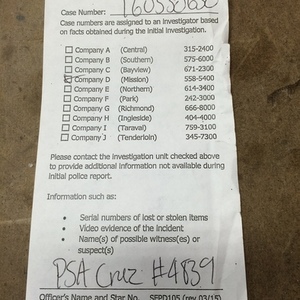 Case Number: 160550656
Case numbers are assigned to an investigator based
on facts obtained during the initial investigation.
Company A (Central) 315-2400
Company B (Southern) 575-6000
Company C (Bayview) 671-2300
Company D (Mission) 558-5400
Company E (Northern) 614-3400
Company F (Park) 242-3000
Company G (Richmond) 666-8000
Company H (Ingleside) 404-4000
Company I (Taraval) 759-3100
Company J (Tenderloin) 345-7300
Please contact the investigation unit checked above
to provide additional information not available during
initial police report.
Information such as:
• Serial numbers of lost or stolen items
• Video evidence of the incident
• Name(s) of possible witness(es) or
suspect(s)
PSA Cruz #4839
Officer's Name and Star No. SFPD105 (rev 03/15)